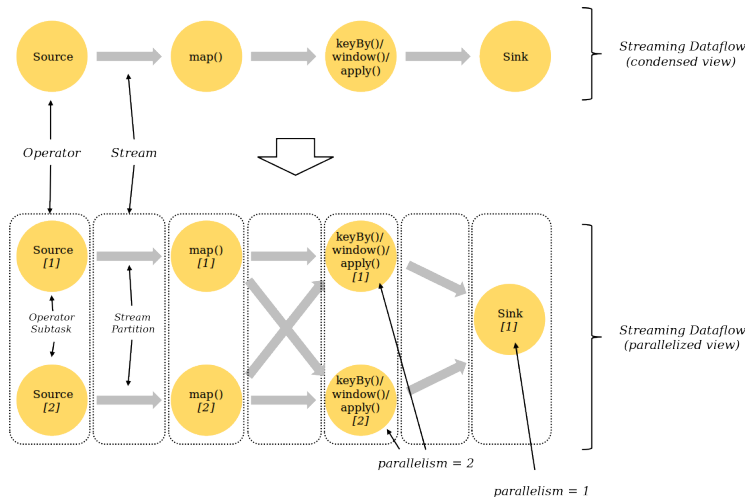 Source
map()
keyBy()/
window()/
apply()
Sink
Streaming Dataflow
(condensed view)
Operator
Stream
Source
[1]
map()
[1]
keyBy()/
window()/
apply()
[1]
Operator
Subtask
Stream
Partition
Sink
[1]
Streaming Dataflow
(parallelized view)
Source
[2]
map()
[2]
keyBy()/
window()/
apply()
[2]
parallelism = 2
parallelism = 1